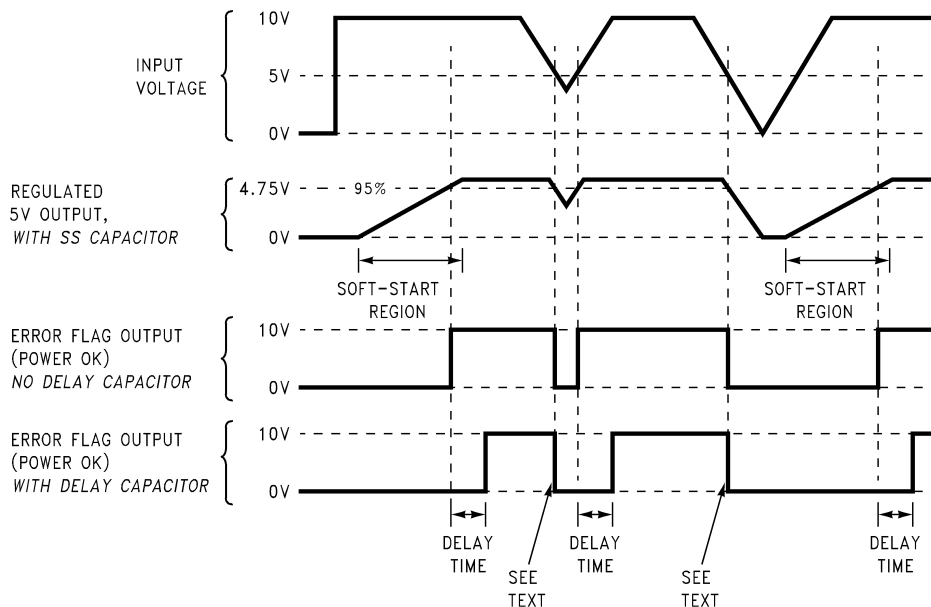 INPUT
VOLTAGE
10V
5V
0V
REGULATED
5V OUTPUT,
WITH SS CAPACITOR
4.75V
95%
0V
SOFT-START
REGION
SOFT-START
REGION
ERROR FLAG OUTPUT
(POWER OK)
NO DELAY CAPACITOR
10V
0V
ERROR FLAG OUTPUT
(POWER OK)
WITH DELAY CAPACITOR
10V
0V
DELAY
TIME
SEE
TEXT
DELAY
TIME
SEE
TEXT
DELAY
TIME